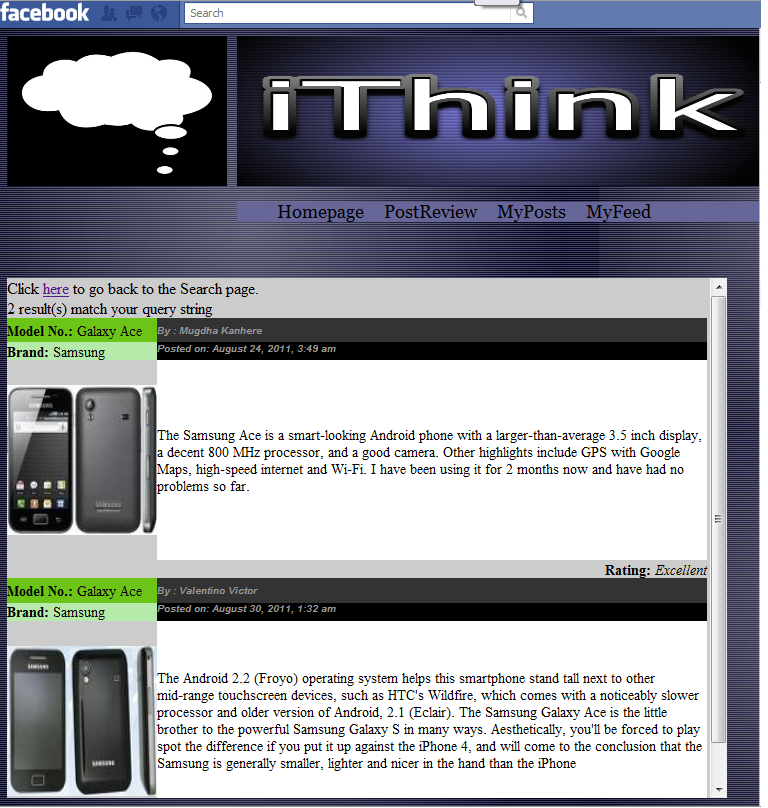 facebook
Search
iThink
Homepage PostReview MyPosts MyFeed
Click here to go back to the Search page.
2 result(s) match your query string
Model No.: Galaxy Ace
By : Mugdha Kanhere
Brand: Samsung
Posted on: August 24, 2011, 3:49 am
SAMSUNG
SAMSUNG
The Samsung Ace is a smart-looking Android phone with a larger-than-average 3.5 inch display,
a decent 800 MHz processor, and a good camera. Other highlights include GPS with Google
Maps, high-speed internet and Wi-Fi. I have been using it for 2 months now and have had no
problems so far.
Rating: Excellent
Model No.: Galaxy Ace
By : Valentino Victor
Brand: Samsung
Posted on: August 30, 2011, 1:32 am
SAMSUNG
SAMSUNG
The Android 2.2 (Froyo) operating system helps this smartphone stand tall next to other
mid-range touchscreen devices, such as HTC's Wildfire, which comes with a noticeably slower
processor and older version of Android, 2.1 (Eclair). The Samsung Galaxy Ace is the little
brother to the powerful Samsung Galaxy S in many ways. Aesthetically, you'll be forced to play
spot the difference if you put it up against the iPhone 4, and will come to the conclusion that the
Samsung is generally smaller, lighter and nicer in the hand than the iPhone